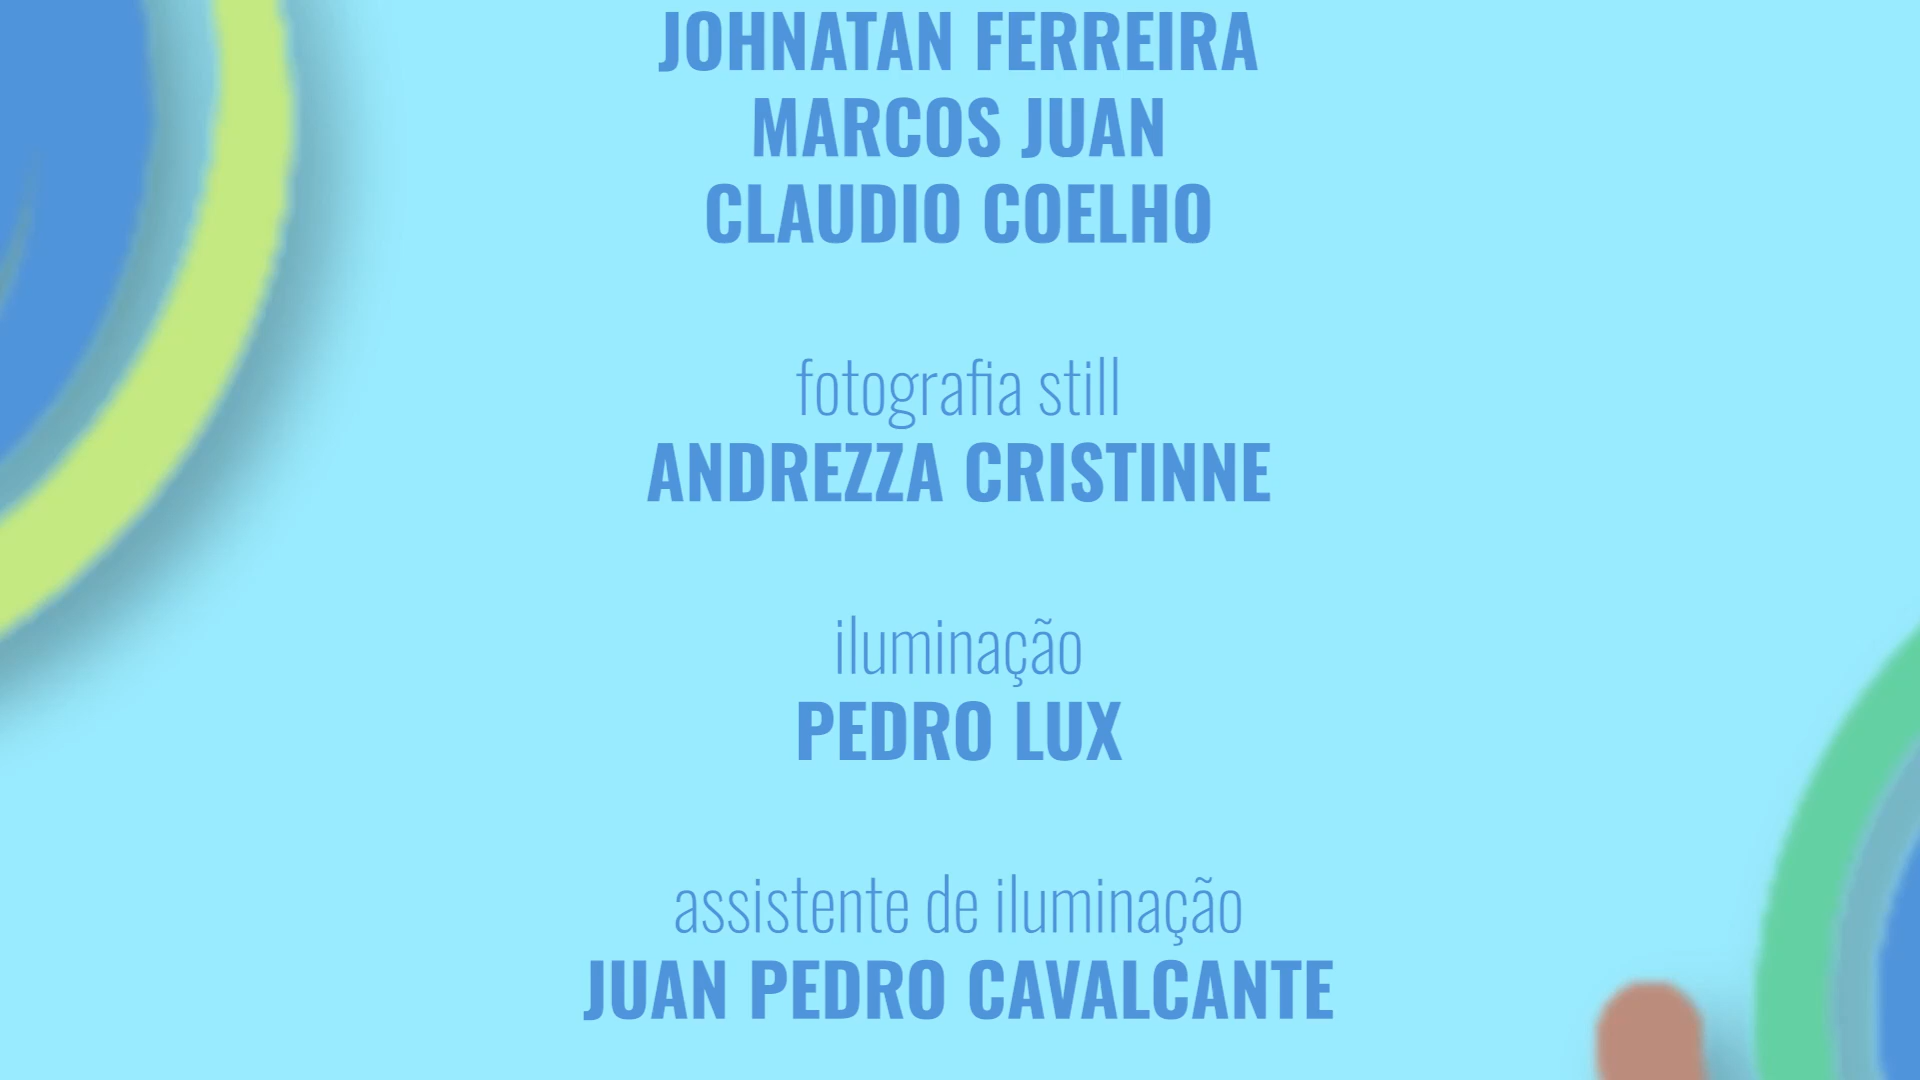 JOHNATAN FERREIRA
MARCOS JUAN
CLAUDIO COELHO
fotografia still
ANDREZZA CRISTINNE
iluminação
PEDRO LUX
assistente de iluminação
JUAN PEDRO CAVALCANTE